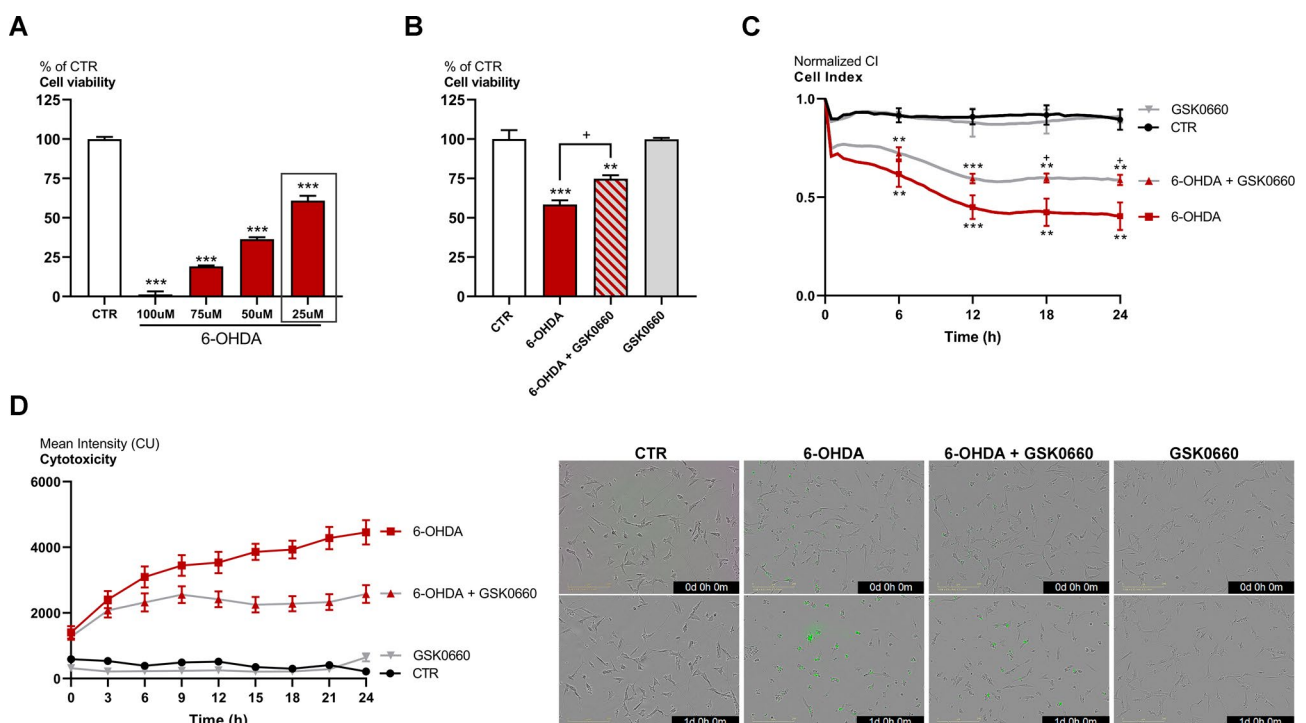 A
% of CTR
Cell viability
125
100
75
50
25
0
***
***
***
***
CTR
100uM
75uM
50uM
25uM
6-OHDA
B
% of CTR
Cell viability
125
100
75
50
25
0
+
***
**
CTR
6-OHDA
6-OHDA + GSK0660
GSK0660
C
Normalized CI
Cell Index
1.0
0.5
0.0
**
***
+
**
+
**
**
***
**
**
GSK0660
CTR
6-OHDA + GSK0660
6-OHDA
0
6
12
18
24
Time (h)
D
Mean Intensity (CU)
Cytotoxicity
6000
4000
2000
0
6-OHDA
6-OHDA + GSK0660
GSK0660
CTR
0
3
6
9
12
15
18
21
24
Time (h)
CTR
6-OHDA
6-OHDA + GSK0660
GSK0660
0d 0h 0m
0d 0h 0m
0d 0h 0m
0d 0h 0m
1d 0h 0m
1d 0h 0m
1d 0h 0m
1d 0h 0m